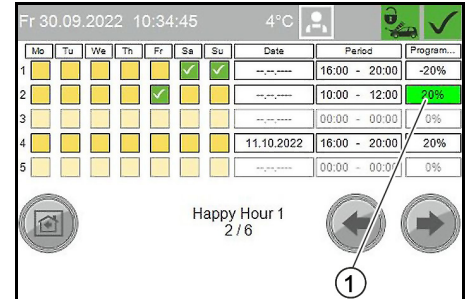 Fr 30.09.2022 10:34:45 4°C
Mo Tu We Th Fr Sa Su Date Period Program...
1 --.--.---- 16:00 - 20:00 -20%
2 --.--.---- 10:00 - 12:00 20%
3 --.--.---- 00:00 - 00:00 0%
4 11.10.2022 16:00 - 20:00 20%
5 --.--.---- 00:00 - 00:00 0%
Happy Hour 1
2 / 6
1